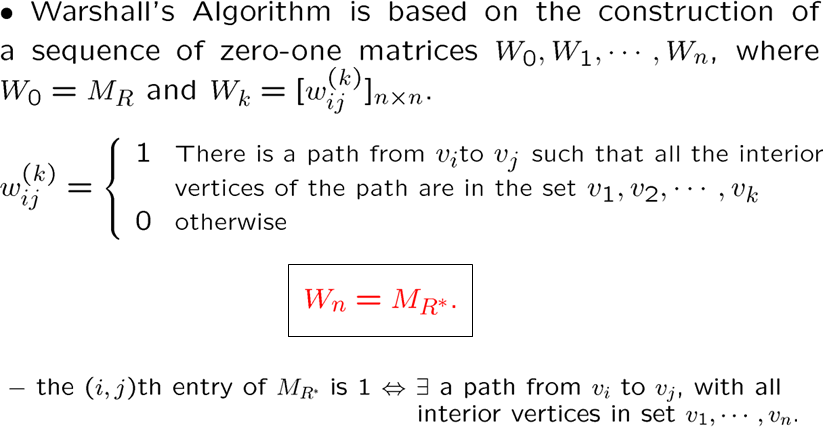 • Warshall's Algorithm is based on the construction of
a sequence of zero-one matrices $W_0, W_1, \cdots, W_n$, where
$W_0 = M_R$ and $W_k = [w_{ij}^{(k)}]_{n \times n}$.
$w_{ij}^{(k)} = \begin{cases} 1 & \text{There is a path from } v_i \text{to } v_j \text{ such that all the interior} \\ & \text{vertices of the path are in the set } v_1, v_2, \cdots, v_k \\ 0 & \text{otherwise} \end{cases}$
$W_n = M_{R^*}.$
– the $(i, j)$th entry of $M_{R^*}$ is 1 ⇔ ∃ a path from $v_i$ to $v_j$, with all
interior vertices in set $v_1, \cdots, v_n$.